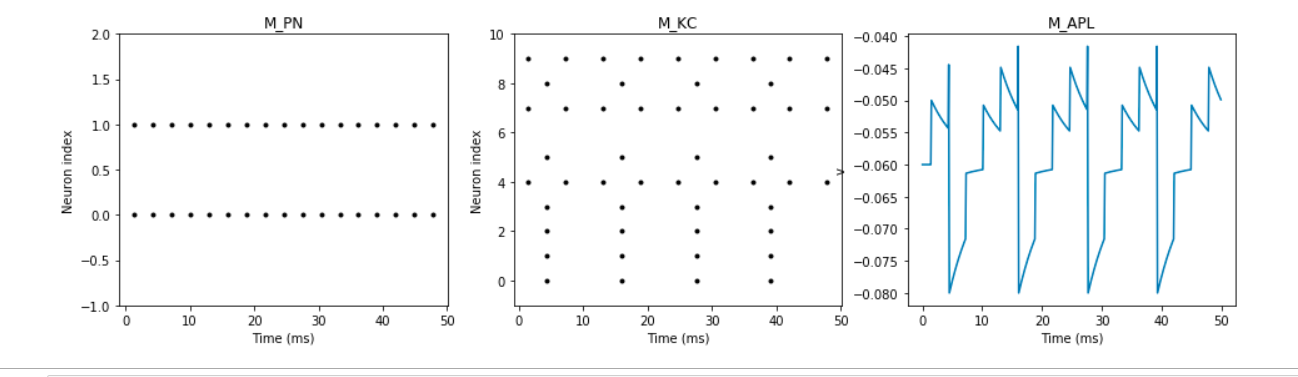 M_PN
2.0
1.5
1.0
0.5
0.0
−0.5
−1.0
Neuron index
0 10 20 30 40 50
Time (ms)
M_KC
10
8
6
4
2
0
Neuron index
0 10 20 30 40 50
Time (ms)
M_APL
−0.040
−0.045
−0.050
−0.055
−0.060
−0.065
−0.070
−0.075
−0.080
v
0 10 20 30 40 50
Time (ms)